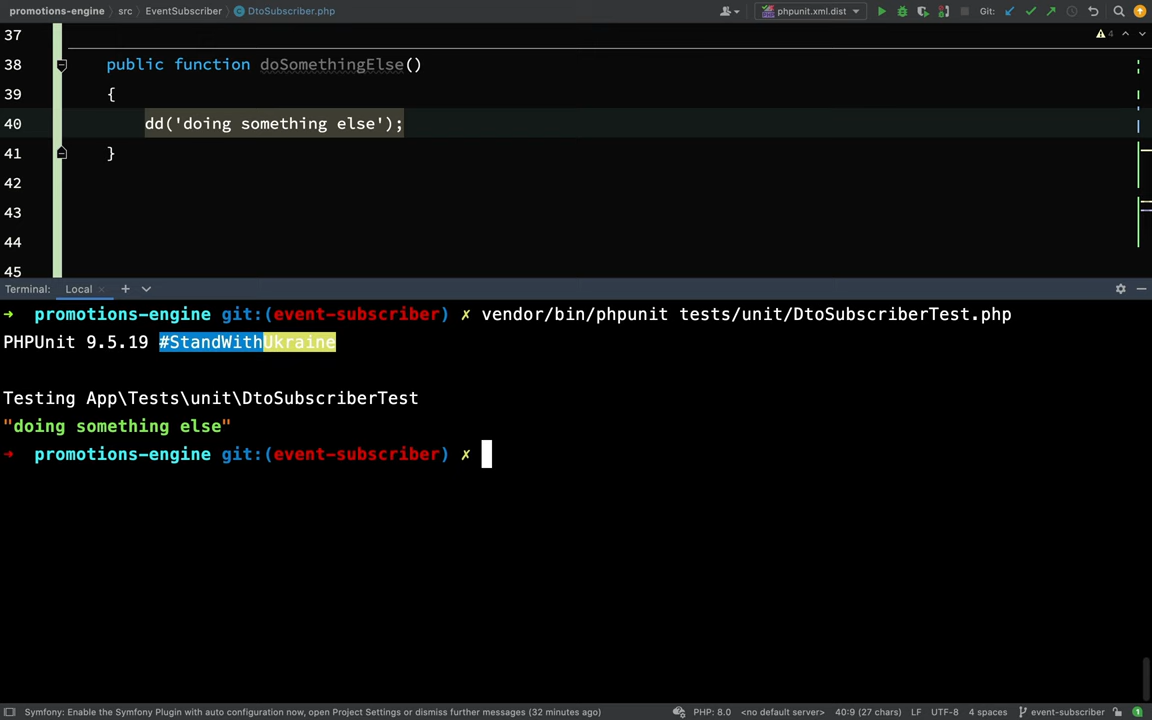 promotions-engine src EventSubscriber DtoSubscriber.php phpunit.xml.dist Git:
37
4
38 public function doSomethingElse()
39 {
40 dd('doing something else');
41 }
42
43
44
45
Terminal: Local × +
→ promotions-engine git:(event-subscriber) ✗ vendor/bin/phpunit tests/unit/DtoSubscriberTest.php
PHPUnit 9.5.19 #StandWithUkraine
Testing App\Tests\unit\DtoSubscriberTest
"doing something else"
→ promotions-engine git:(event-subscriber) ✗
Symfony: Enable the Symfony Plugin with auto configuration now, open Project Settings or dismiss further messages (32 minutes ago) PHP: 8.0 <no default server> 40:9 (27 chars) LF UTF-8 4 spaces event-subscriber 1